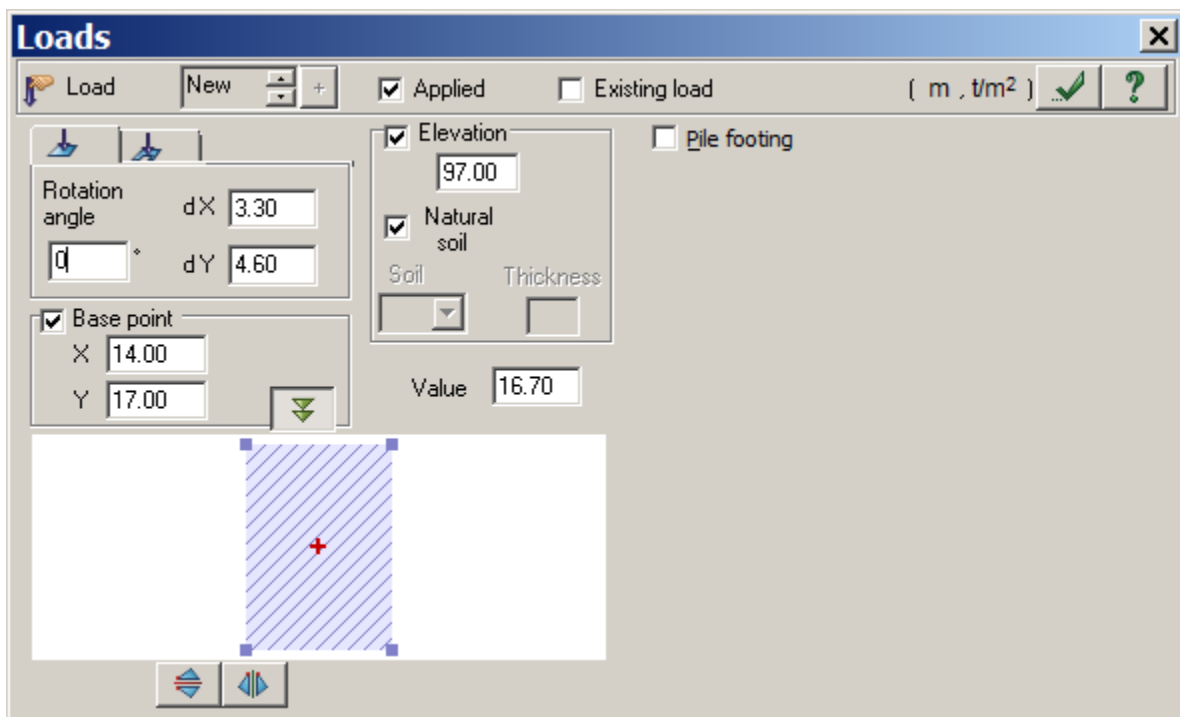 Loads
Load New + Applied Existing load ( m , t/m² ) ?
Elevation
97.00
Pile footing
Rotation angle
0 °
dX 3.30
dY 4.60
Natural soil
Soil Thickness
Base point
X 14.00
Y 17.00
Value 16.70